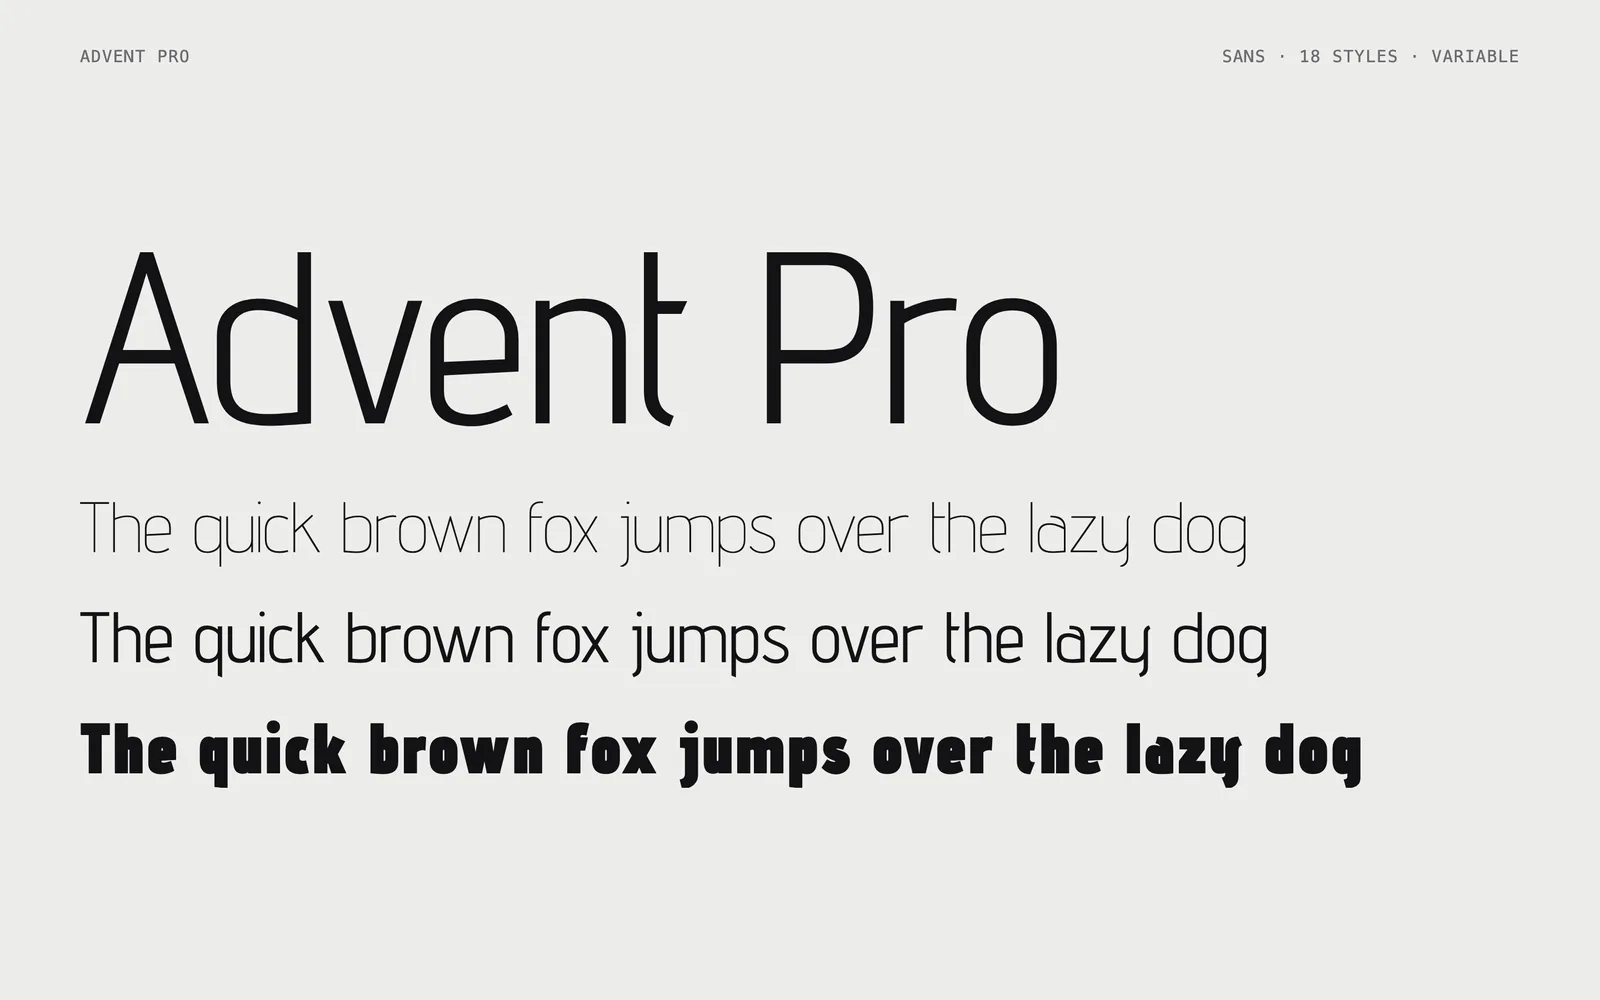 ADVENT PRO
SANS · 18 STYLES · VARIABLE
Advent Pro
The quick brown fox jumps over the lazy dog
The quick brown fox jumps over the lazy dog
The quick brown fox jumps over the lazy dog